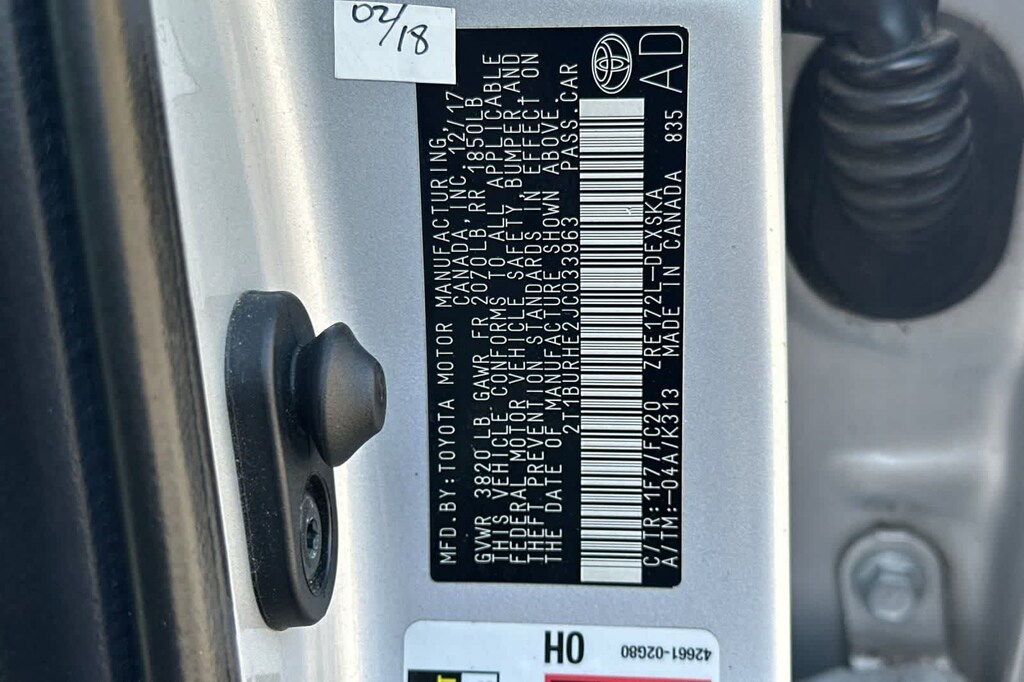 02/18
MFD.BY:TOYOTA MOTOR MANUFACTURING,
CANADA,INC. 12/17
GVWR 3820LB GAWR FR 2070LB RR 1850LB
THIS VEHICLE CONFORMS TO ALL APPLICABLE
FEDERAL MOTOR VEHICLE SAFETY,BUMPER,AND
THEFT PREVENTION STANDARDS IN EFFECT ON
THE DATE OF MANUFACTURE SHOWN ABOVE.
2T1BURHE2JC033963 PASS.CAR
C/TR:1F7/FC20 ZRE172L-DEXSKA
A/TM:-04A/K313 MADE IN CANADA 835
AD
HO
42661-02G80